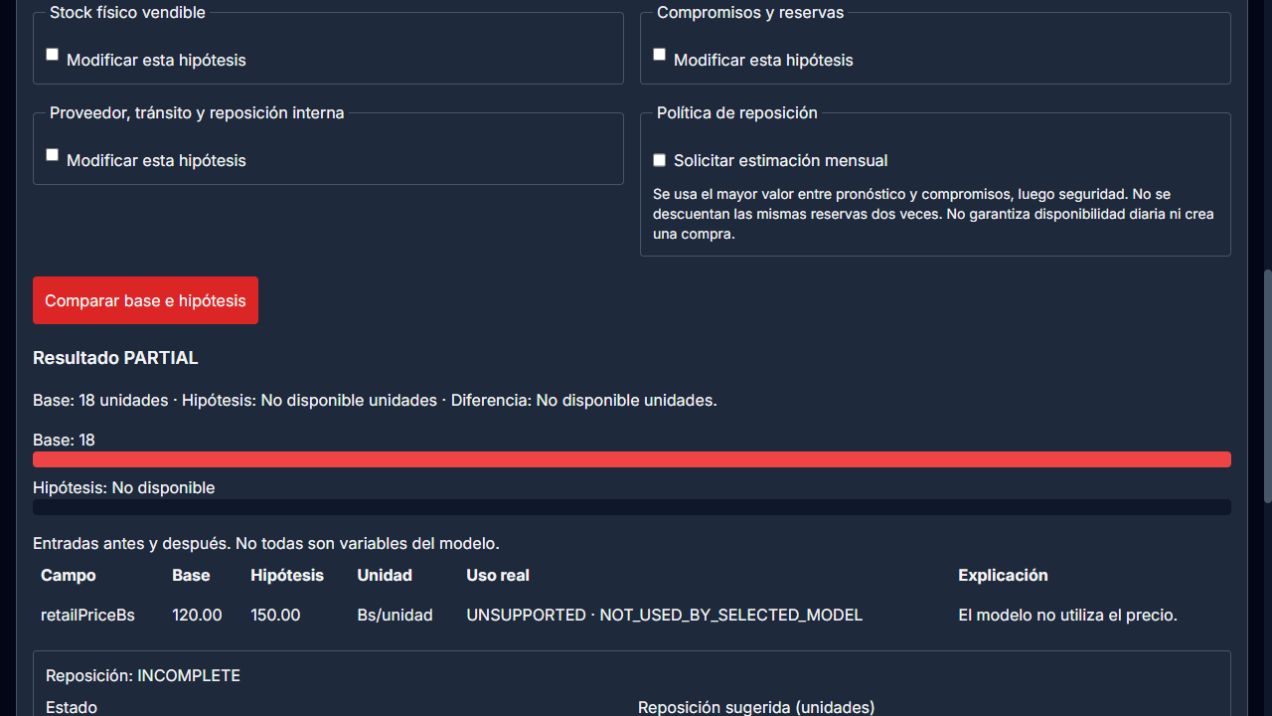 Stock físico vendible
Modificar esta hipótesis
Compromisos y reservas
Modificar esta hipótesis
Proveedor, tránsito y reposición interna
Modificar esta hipótesis
Política de reposición
Solicitar estimación mensual
Se usa el mayor valor entre pronóstico y compromisos, luego seguridad. No se
descuentan las mismas reservas dos veces. No garantiza disponibilidad diaria ni crea
una compra.
Comparar base e hipótesis
Resultado PARTIAL
Base: 18 unidades · Hipótesis: No disponible unidades · Diferencia: No disponible unidades.
Base: 18
Hipótesis: No disponible
Entradas antes y después. No todas son variables del modelo.
Campo Base Hipótesis Unidad Uso real Explicación
retailPriceBs 120.00 150.00 Bs/unidad UNSUPPORTED · NOT_USED_BY_SELECTED_MODEL El modelo no utiliza el precio.
Reposición: INCOMPLETE
Estado Reposición sugerida (unidades)